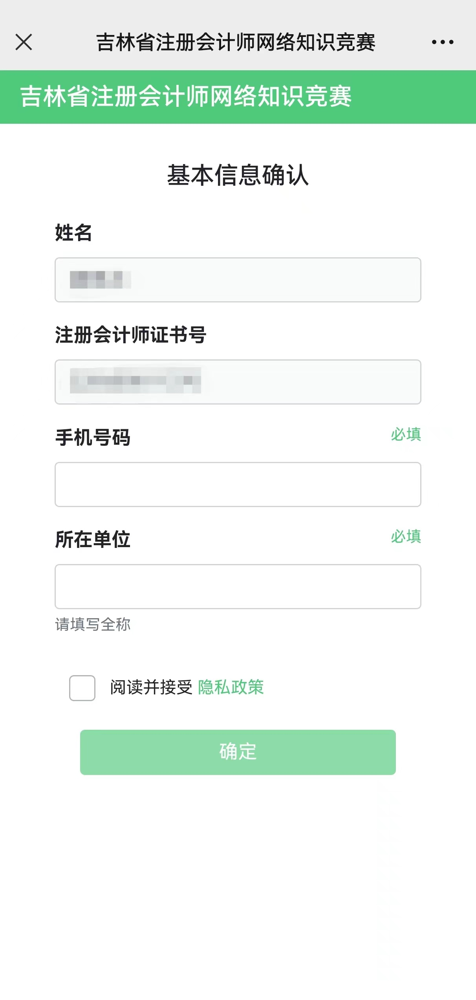 吉林省注册会计师网络知识竞赛
吉林省注册会计师网络知识竞赛
基本信息确认
姓名
注册会计师证书号
手机号码
必填
所在单位
必填
请填写全称
阅读并接受 隐私政策
确定